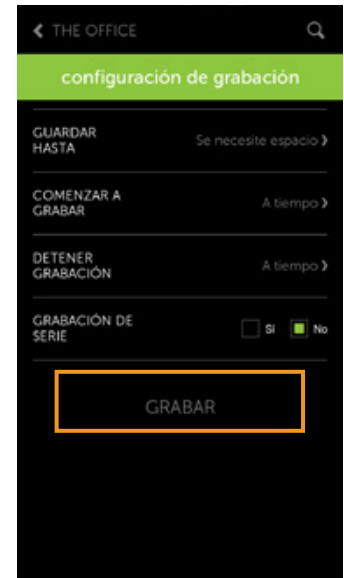 THE OFFICE
configuración de grabación
GUARDAR
HASTA
Se necesite espacio
COMENZAR A
GRABAR
A tiempo
DETENER
GRABACIÓN
A tiempo
GRABACIÓN DE
SERIE
Sí No
GRABAR